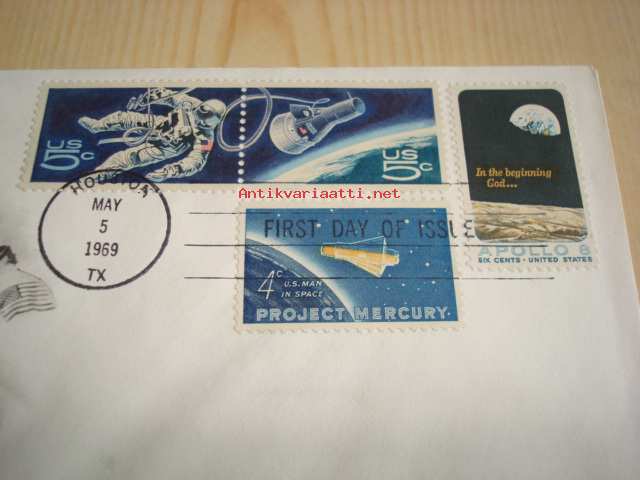 US
5c
US
5c
In the beginning
God...
APOLLO 8
SIX CENTS · UNITED STATES
HOUSTON
MAY
5
1969
TX
Antikvariaatti.net
FIRST DAY OF ISSUE
4c
U.S. MAN
IN SPACE
PROJECT MERCURY